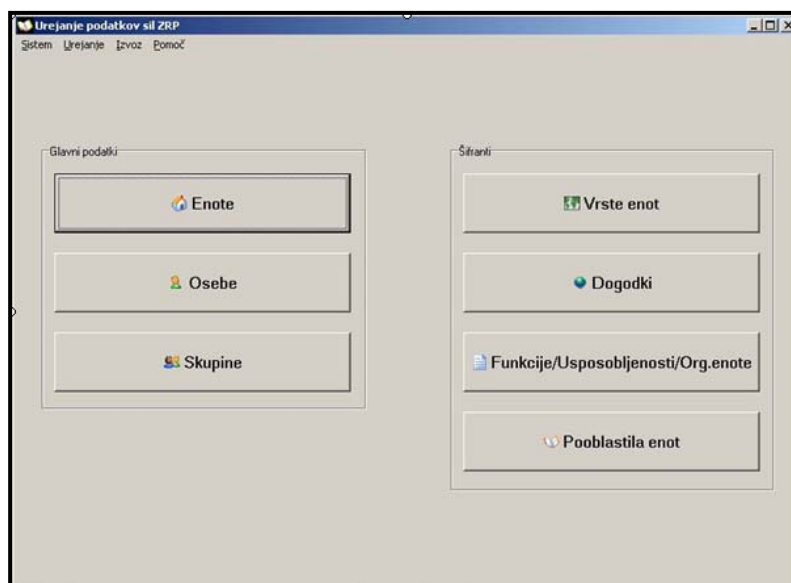 Urejanje podatkov sil ZRP
Sistem Urejanje Izvoz Pomoč
Glavni podatki
Enote
Osebe
Skupine
Šifranti
Vrste enot
Dogodki
Funkcije/Usposobljenosti/Org.enote
Pooblastila enot